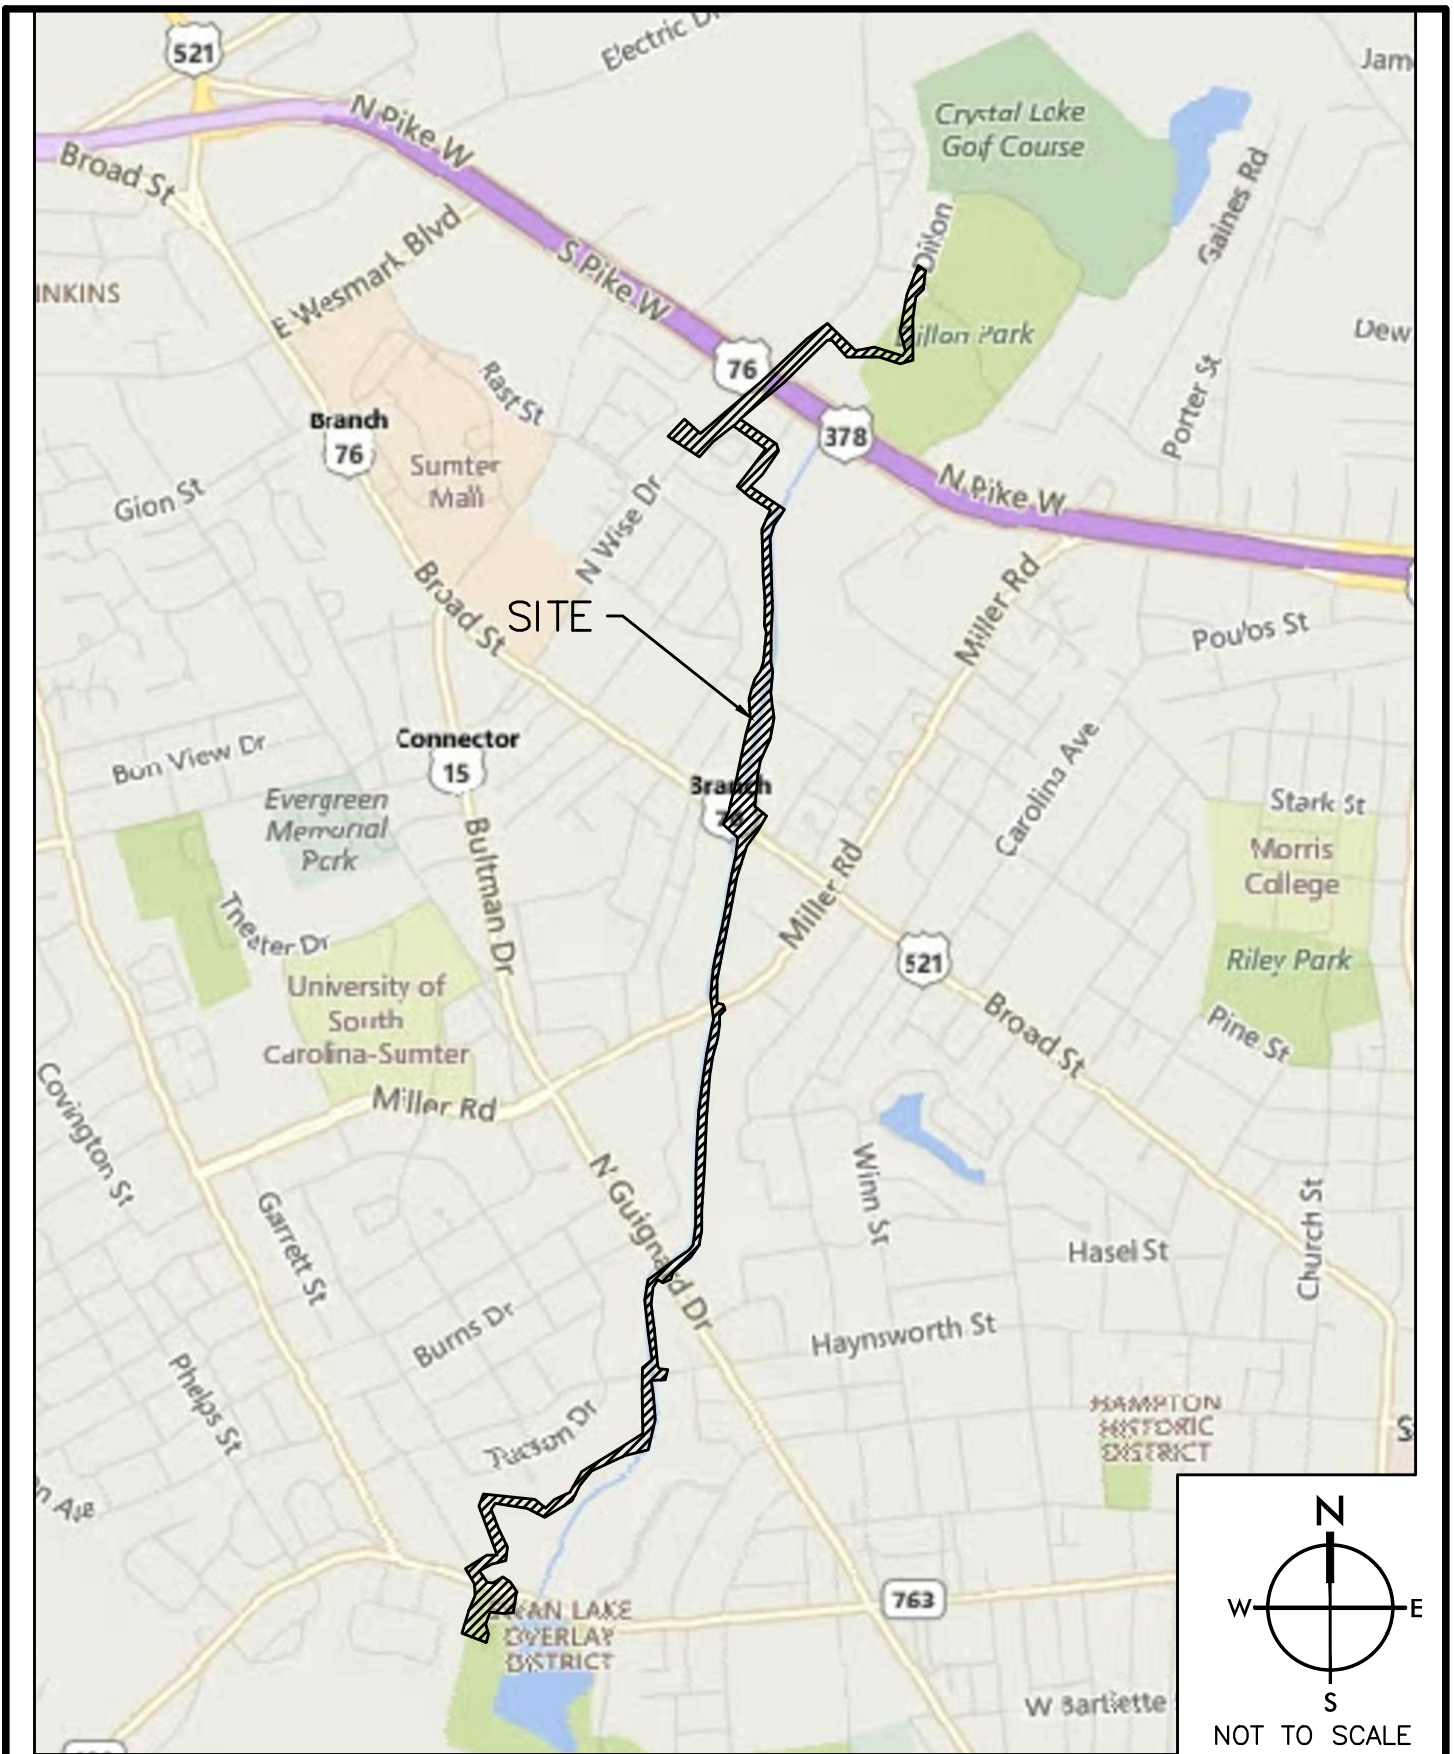 521
Electric Dr
Jam
N Pike W
Crystal Lake
Golf Course
Broad St
Gaines Rd
E Wesmark Blvd
S Pike W
Dillon
INKINS
Dillon Park
Dew
76
Rast St
Porter St
Branch
76
378
Sumter
Mall
N Pike W
Gion St
N Wise Dr
Broad St
SITE
Miller Rd
Poulos St
Connector
15
Bon View Dr
Carolina Ave
Branch
Evergreen
Memorial
Park
Stark St
Morris
College
Bultman Dr
Miller Rd
Theater Dr
521
Riley Park
University of
South
Carolina-Sumter
Broad St
Pine St
Covington St
Miller Rd
Winn St
N Guignard Dr
Garrett St
Hasel St
Church St
Burns Dr
Haynsworth St
Phelps St
HAMPTON
HISTORIC
DISTRICT
Tucson Dr
S
n Ave
763
SWAN LAKE
OVERLAY
DISTRICT
W Bartlette
N
W
E
S
NOT TO SCALE